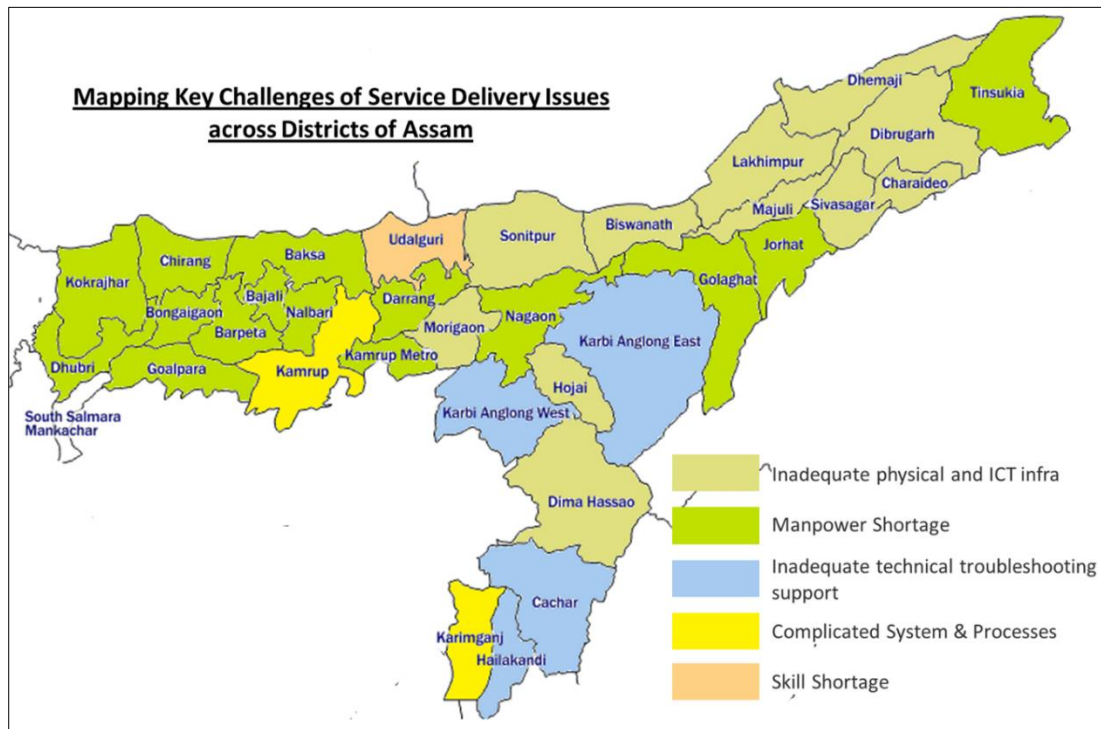 Mapping Key Challenges of Service Delivery Issues
across Districts of Assam
Dhemaji
Tinsukia
Dibrugarh
Lakhimpur
Charaideo
Majuli
Sivasagar
Biswanath
Sonitpur
Udalguri
Jorhat
Baksa
Chirang
Kokrajhar
Golaghat
Bajali
Darrang
Bongaigaon
Nalbari
Nagaon
Barpeta
Morigaon
Karbi Anglong East
Kamrup Metro
Dhubri
Goalpara
Kamrup
Hojai
South Salmara
Mankachar
Karbi Anglong West
Dima Hassao
Cachar
Karimganj
Hailakandi
Inadequate physical and ICT infra
Manpower Shortage
Inadequate technical troubleshooting
support
Complicated System & Processes
Skill Shortage